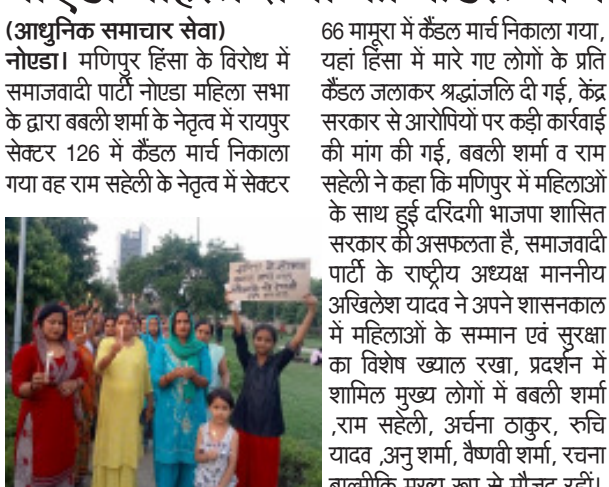 (आधुनिक समाचार सेवा)
नोएडा। मणिपुर हिंसा के विरोध में
समाजवादी पार्टी नोएडा महिला सभा
के द्वारा बबली शर्मा के नेतृत्व में रायपुर
सेक्टर 126 में कैंडल मार्च निकाला
गया वह राम सहेली के नेतृत्व में सेक्टर
66 मामूरा में कैंडल मार्च निकाला गया,
यहां हिंसा में मारे गए लोगों के प्रति
कैंडल जलाकर श्रद्धांजलि दी गई, केंद्र
सरकार से आरोपियों पर कड़ी कार्रवाई
की मांग की गई, बबली शर्मा व राम
सहेली ने कहा कि मणिपुर में महिलाओं
के साथ हुई दरिंदगी भाजपा शासित
सरकार की असफलता है, समाजवादी
पार्टी के राष्ट्रीय अध्यक्ष माननीय
अखिलेश यादव ने अपने शासनकाल
में महिलाओं के सम्मान एवं सुरक्षा
का विशेष ख्याल रखा, प्रदर्शन में
शामिल मुख्य लोगों में बबली शर्मा
,राम सहेली, अर्चना ठाकुर, रुचि
यादव ,अनु शर्मा, वैष्णवी शर्मा, रचना
बाल्मीकि मुख्य रूप से मौजूद रहीं।